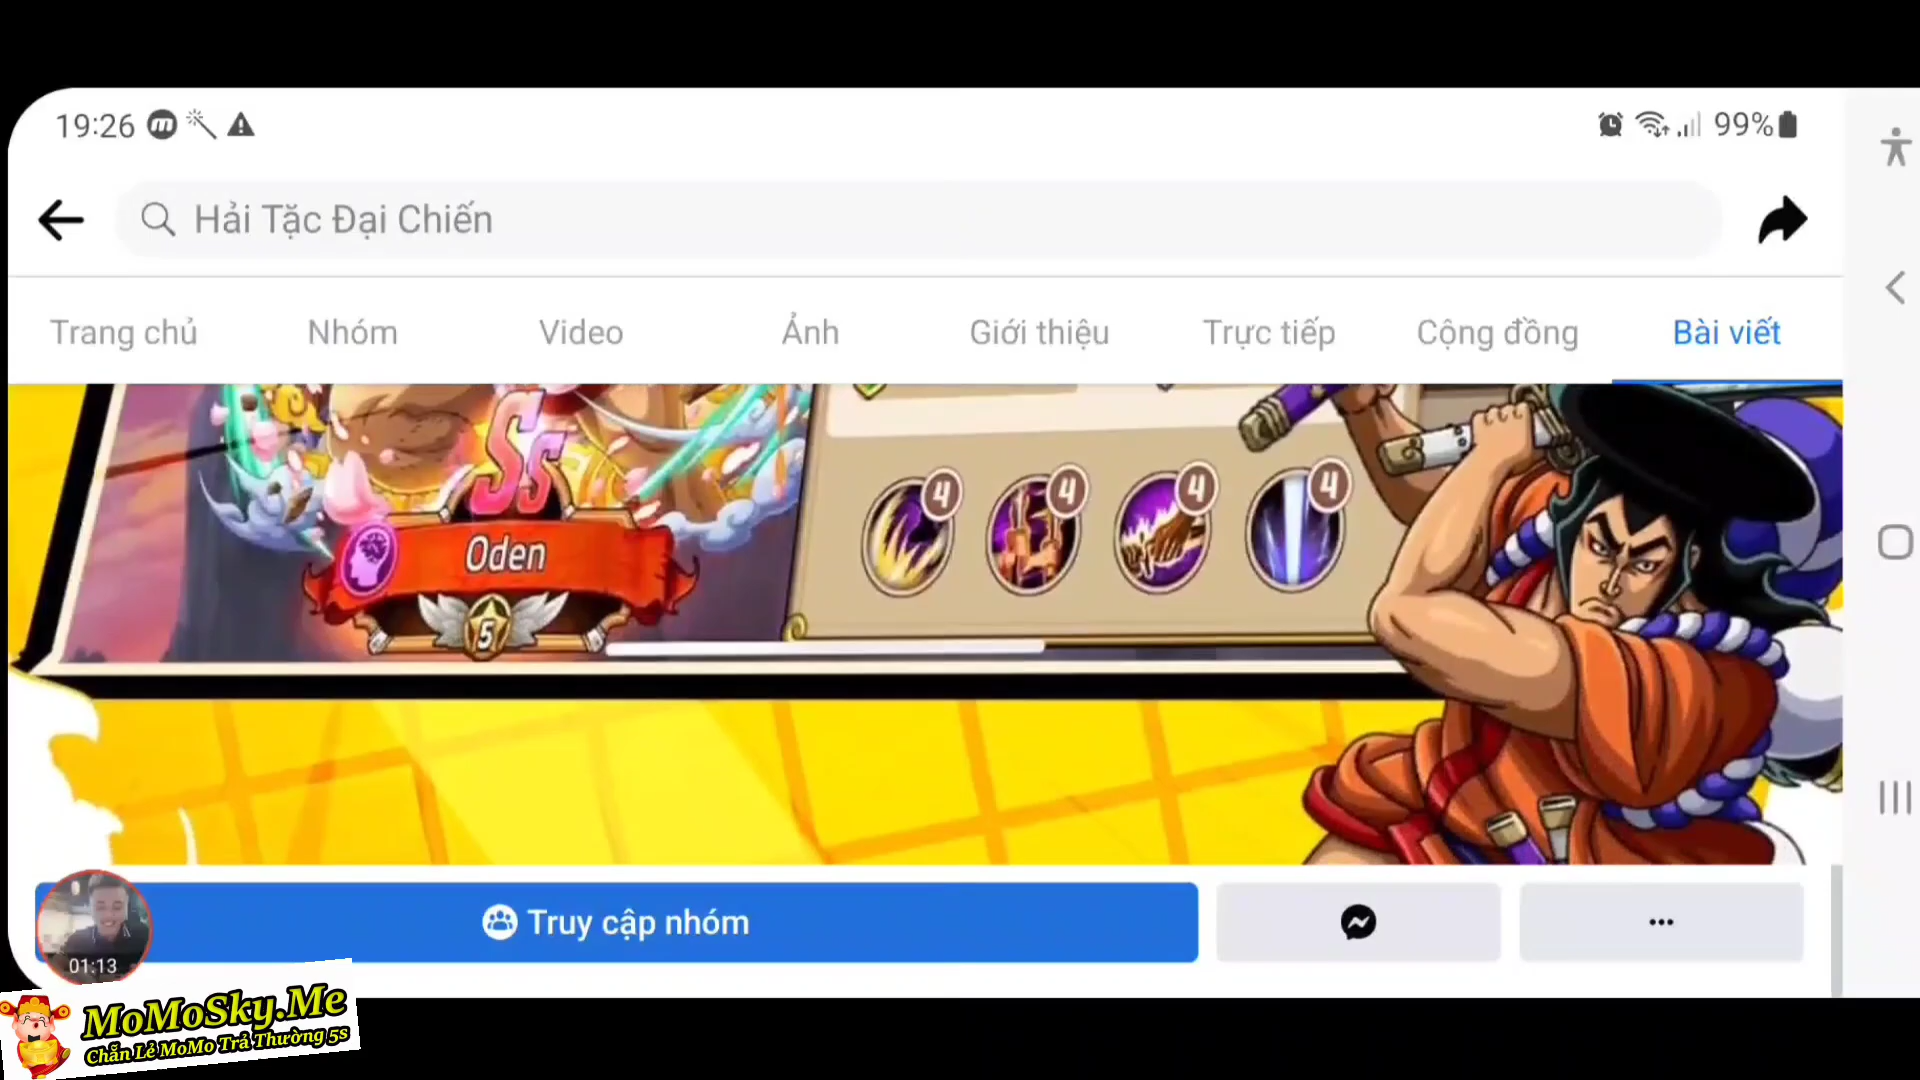 19:26
99%
Hải Tặc Đại Chiến
Trang chủ
Nhóm
Video
Ảnh
Giới thiệu
Trực tiếp
Cộng đồng
Bài viết
Ss
4
4
4
4
Oden
5
Truy cập nhóm
01:13
MoMoSky.Me
Chẵn Lẻ MoMo Trả Thưởng 5s